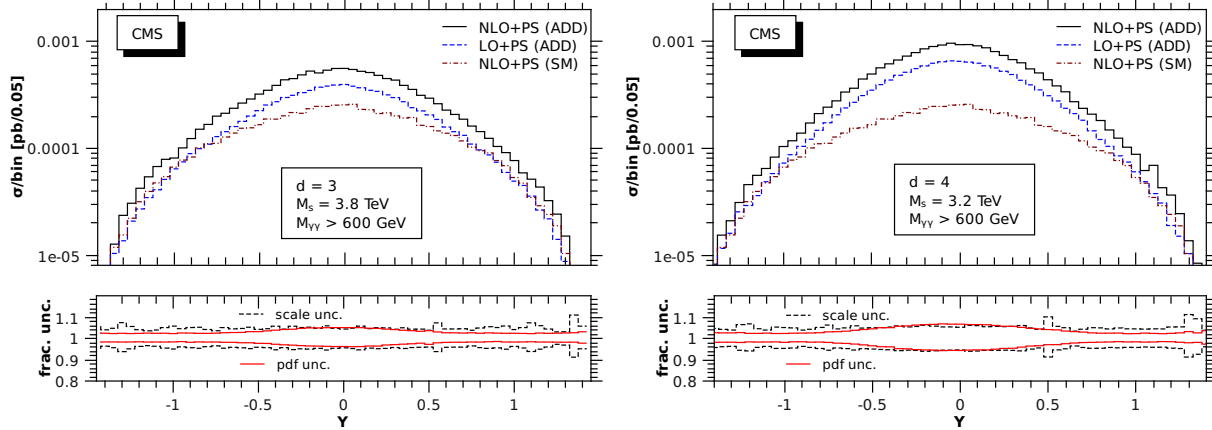 CMS
NLO+PS (ADD)
LO+PS (ADD)
NLO+PS (SM)
0.001
0.0001
1e-05
σ/bin [pb/0.05]
d = 3
Ms = 3.8 TeV
Mγγ > 600 GeV
scale unc.
pdf unc.
1.1
1
0.9
0.8
frac. unc.
-1
-0.5
0
0.5
1
Y
CMS
NLO+PS (ADD)
LO+PS (ADD)
NLO+PS (SM)
0.001
0.0001
1e-05
σ/bin [pb/0.05]
d = 4
Ms = 3.2 TeV
Mγγ > 600 GeV
scale unc.
pdf unc.
1.1
1
0.9
0.8
frac. unc.
-1
-0.5
0
0.5
1
Y